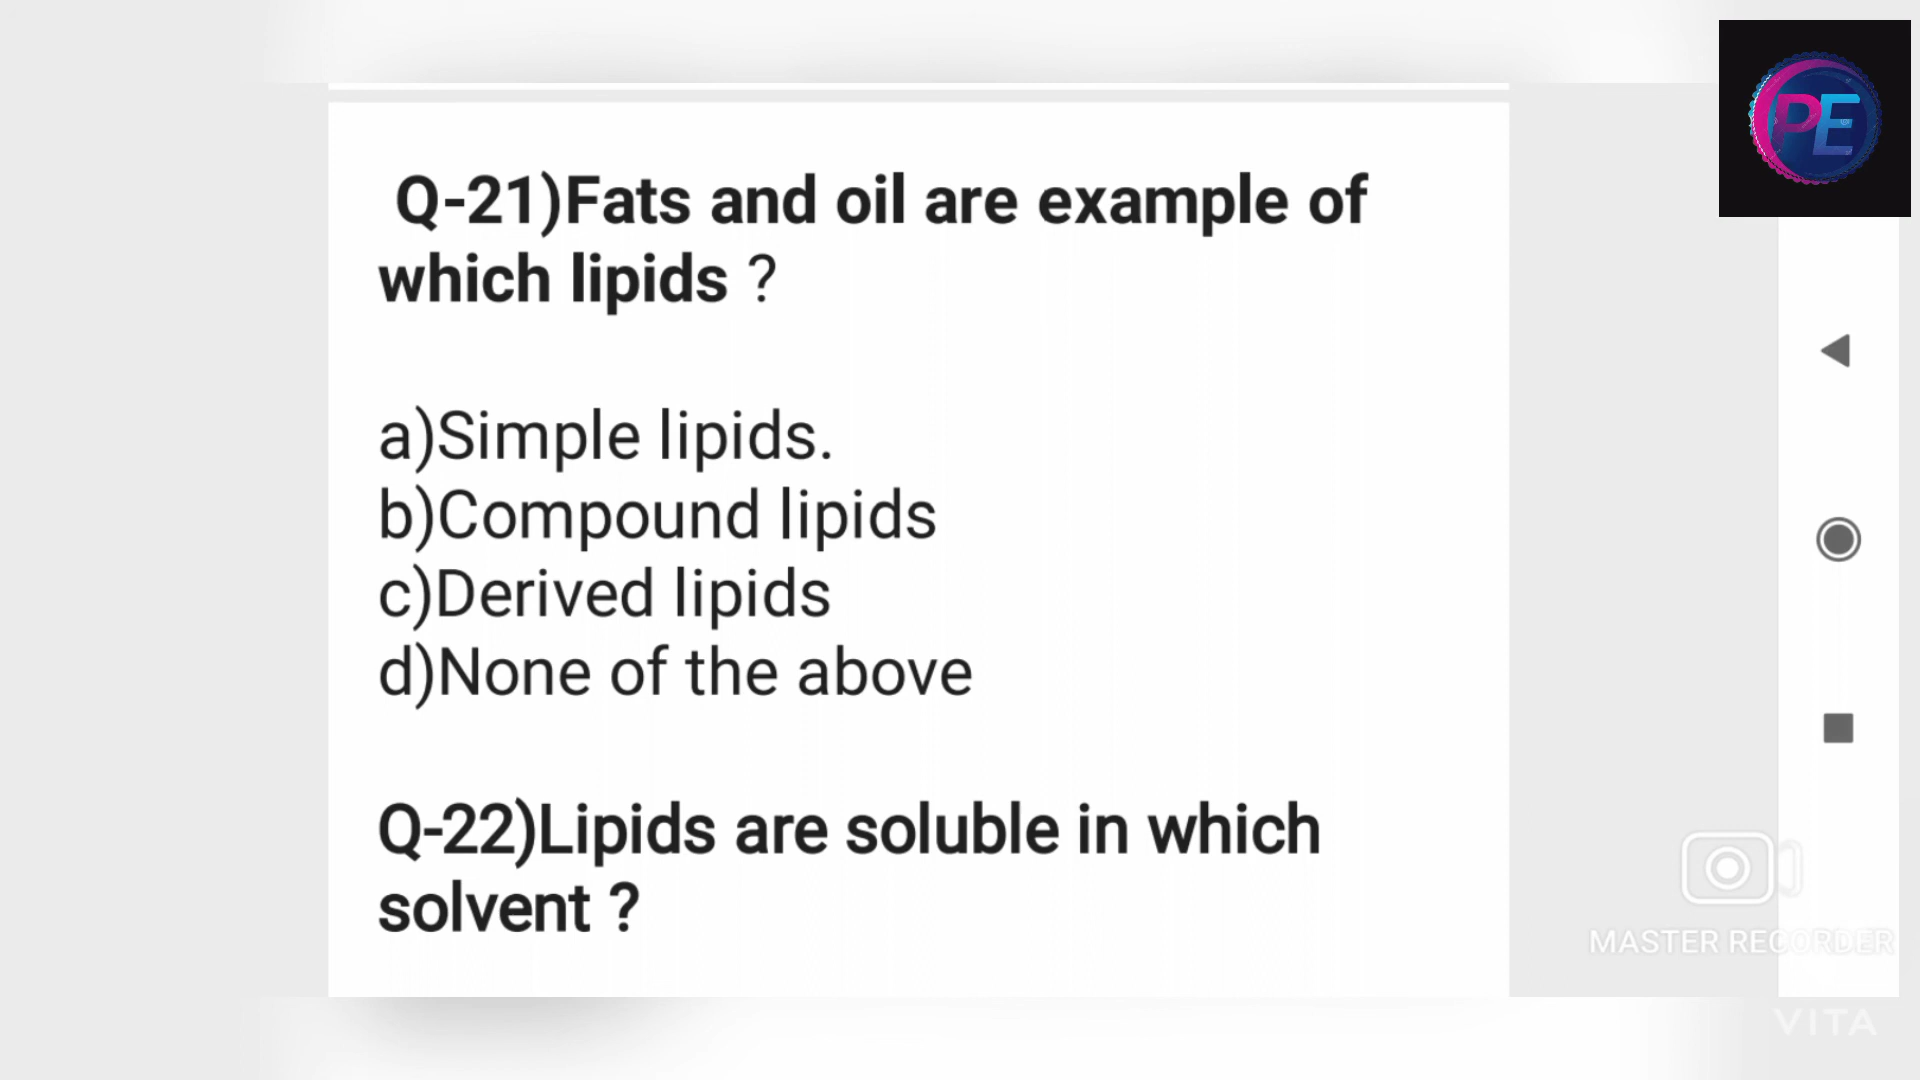 PE
Q-21)Fats and oil are example of
which lipids ?
a)Simple lipids.
b)Compound lipids
c)Derived lipids
d)None of the above
Q-22)Lipids are soluble in which
solvent ?
MASTER RECORDER
VITA